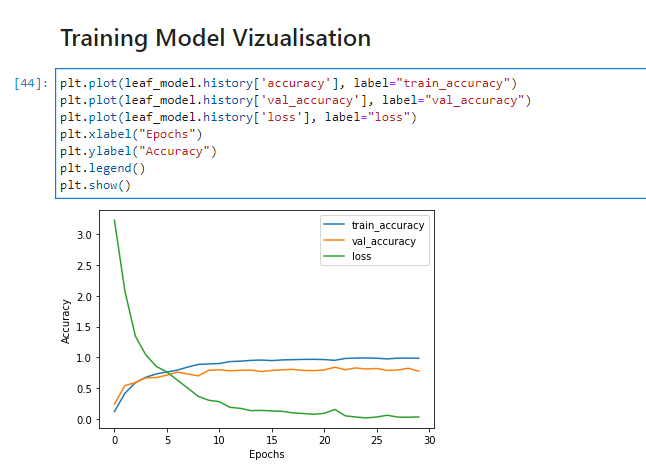 Training Model Vizualisation
[44]: plt.plot(leaf_model.history['accuracy'], label="train_accuracy")
plt.plot(leaf_model.history['val_accuracy'], label="val_accuracy")
plt.plot(leaf_model.history['loss'], label="loss")
plt.xlabel("Epochs")
plt.ylabel("Accuracy")
plt.legend()
plt.show()
train_accuracy
val_accuracy
loss
3.0
2.5
2.0
1.5
1.0
0.5
0.0
Accuracy
0 5 10 15 20 25 30
Epochs